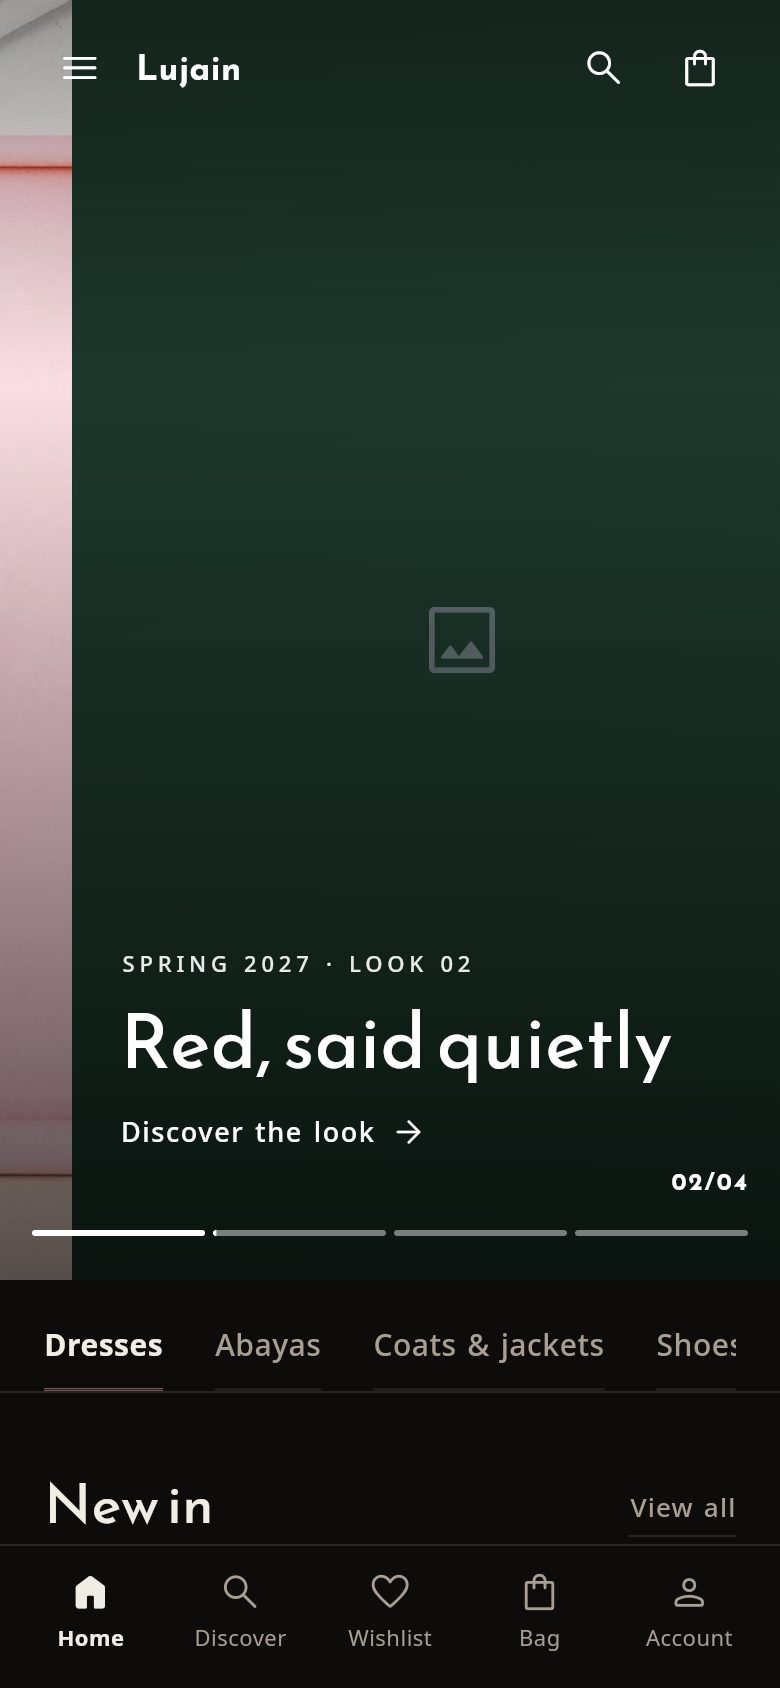 Lujain
SPRING 2027 · LOOK 02
Red, said quietly
Discover the look
02/04
Dresses Abayas Coats & jackets Shoes
New in View all
Home Discover Wishlist Bag Account